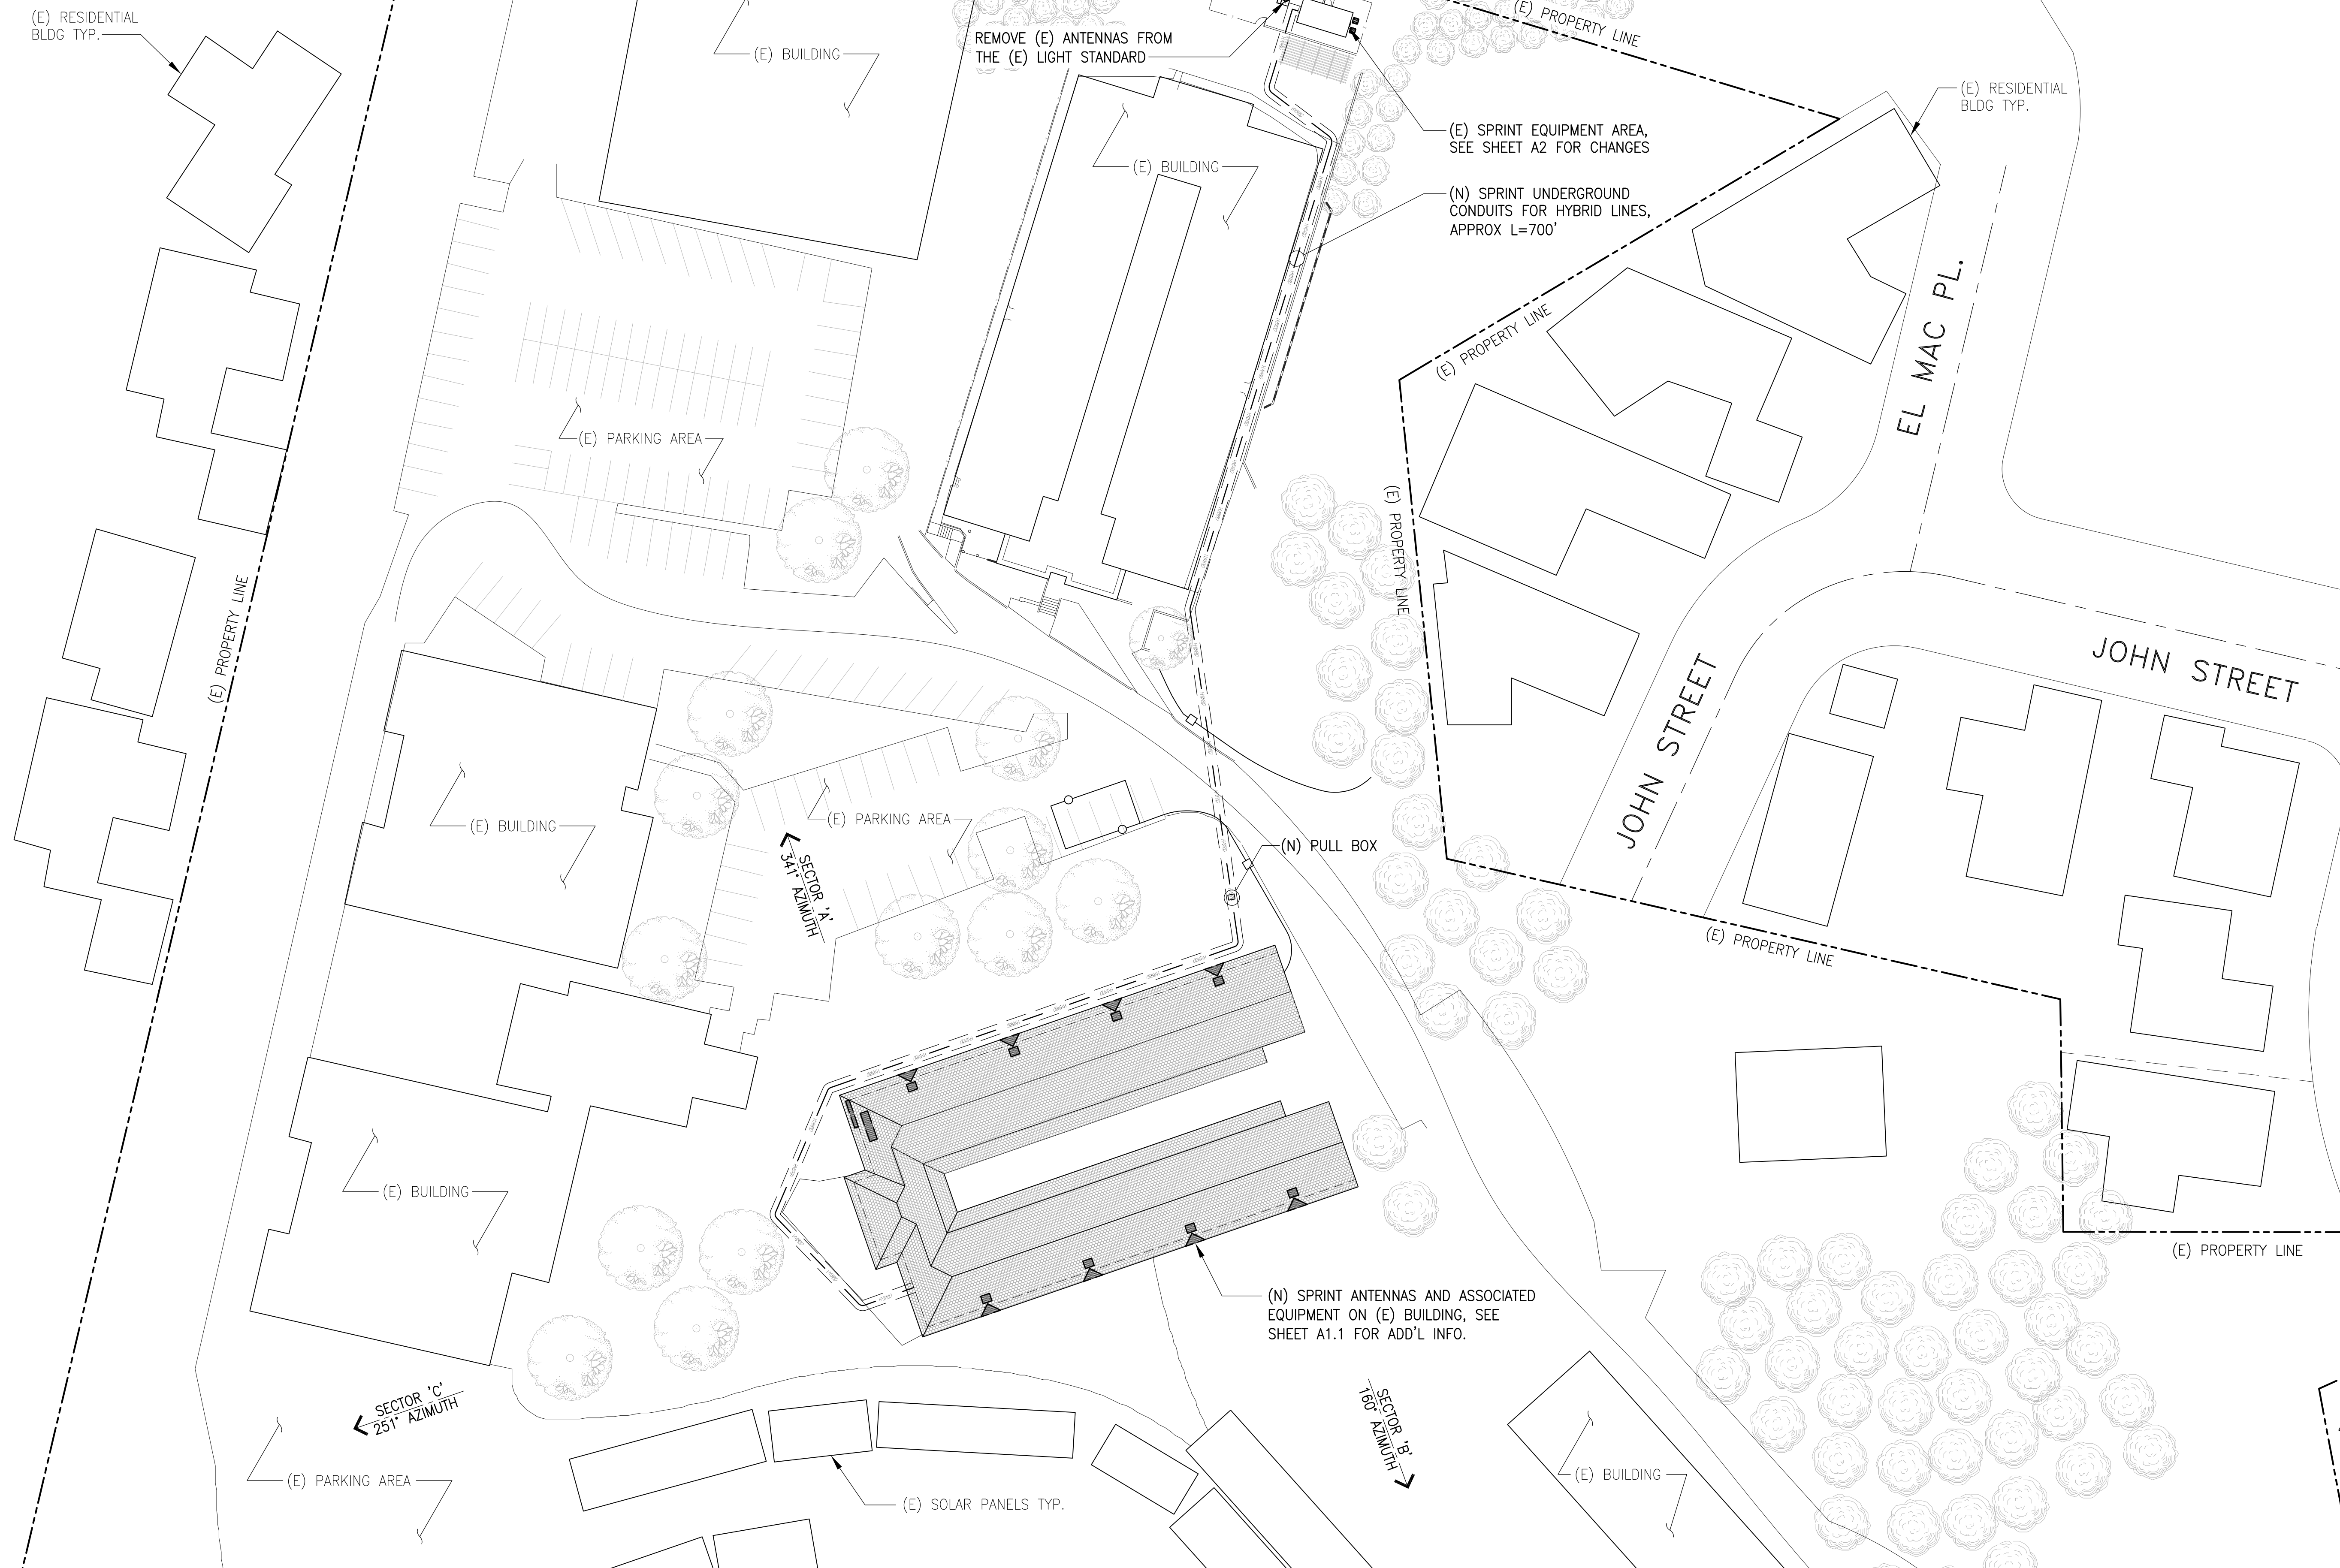 (E) RESIDENTIAL
BLDG TYP.
(E) BUILDING
REMOVE (E) ANTENNAS FROM
THE (E) LIGHT STANDARD
(E) PROPERTY LINE
(E) RESIDENTIAL
BLDG TYP.
(E) SPRINT EQUIPMENT AREA,
SEE SHEET A2 FOR CHANGES
(E) BUILDING
(N) SPRINT UNDERGROUND
CONDUITS FOR HYBRID LINES,
APPROX L=700'
EL MAC PL.
(E) PROPERTY LINE
(E) PARKING AREA
(E) PROPERTY LINE
(E) PROPERTY LINE
JOHN STREET
JOHN STREET
(E) BUILDING
(E) PARKING AREA
(N) PULL BOX
SECTOR 'A'
341° AZIMUTH
(E) PROPERTY LINE
(E) BUILDING
(E) PROPERTY LINE
(N) SPRINT ANTENNAS AND ASSOCIATED
EQUIPMENT ON (E) BUILDING, SEE
SHEET A1.1 FOR ADD'L INFO.
SECTOR 'C'
251° AZIMUTH
SECTOR 'B'
160° AZIMUTH
(E) PARKING AREA
(E) BUILDING
(E) SOLAR PANELS TYP.